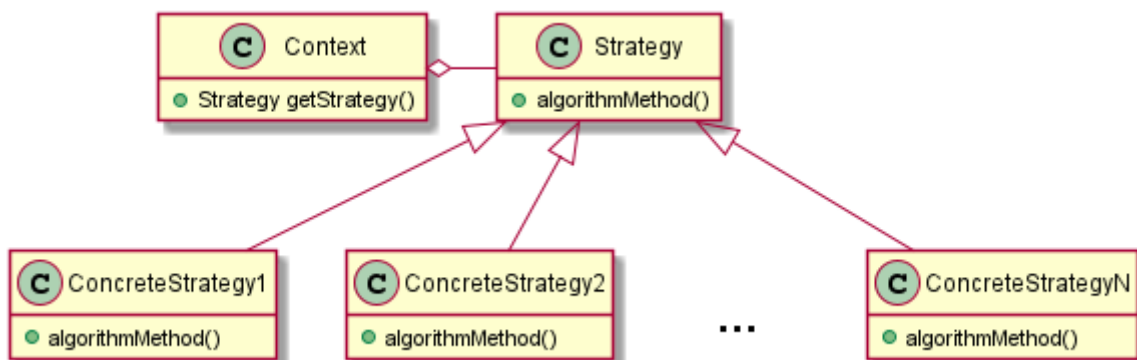 C Context
Strategy getStrategy()
C Strategy
algorithmMethod()
C ConcreteStrategy1
algorithmMethod()
C ConcreteStrategy2
algorithmMethod()
...
C ConcreteStrategyN
algorithmMethod()